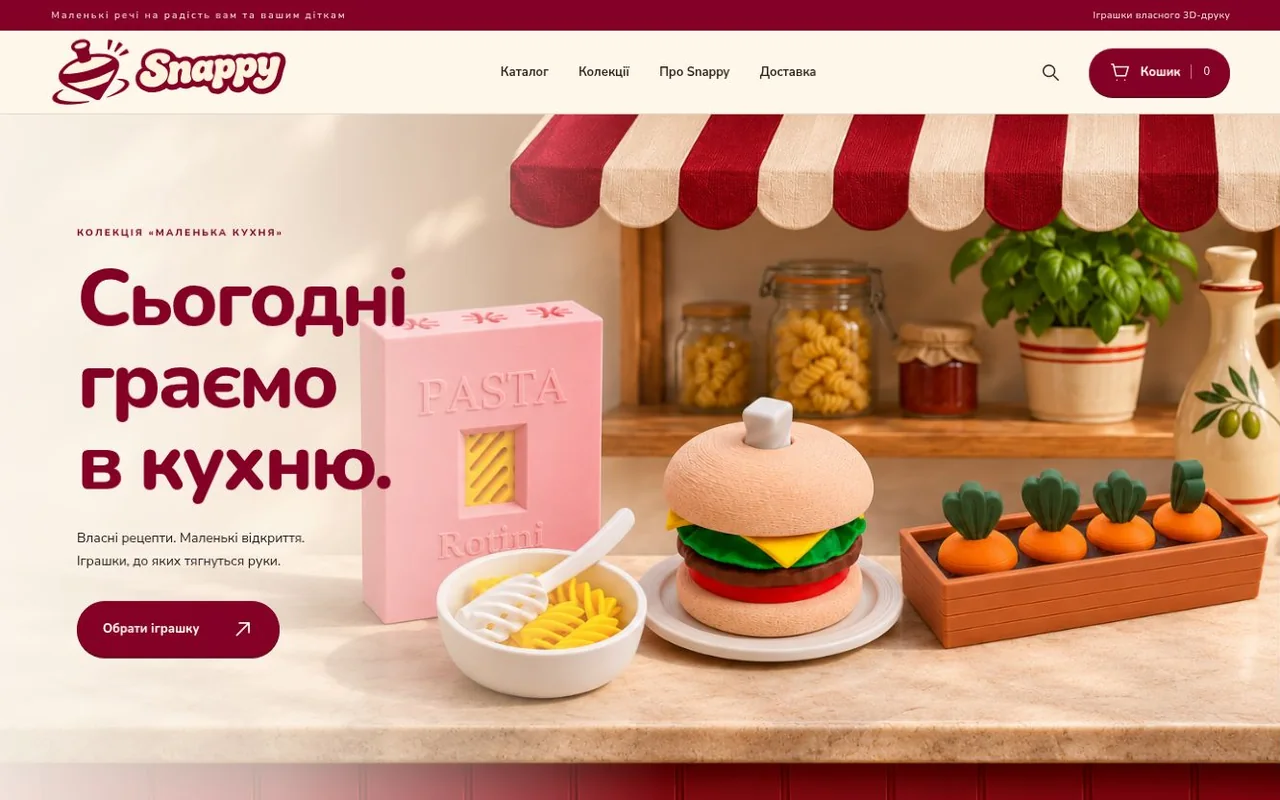 Маленькі речі на радість вам та вашим діткам
Іграшки власного 3D-друку
Snappy
Каталог
Колекції
Про Snappy
Доставка
Кошик
0
КОЛЕКЦІЯ «МАЛЕНЬКА КУХНЯ»
Сьогодні
граємо
в кухню.
PASTA
Rotini
Власні рецепти. Маленькі відкриття.
Іграшки, до яких тягнуться руки.
Обрати іграшку